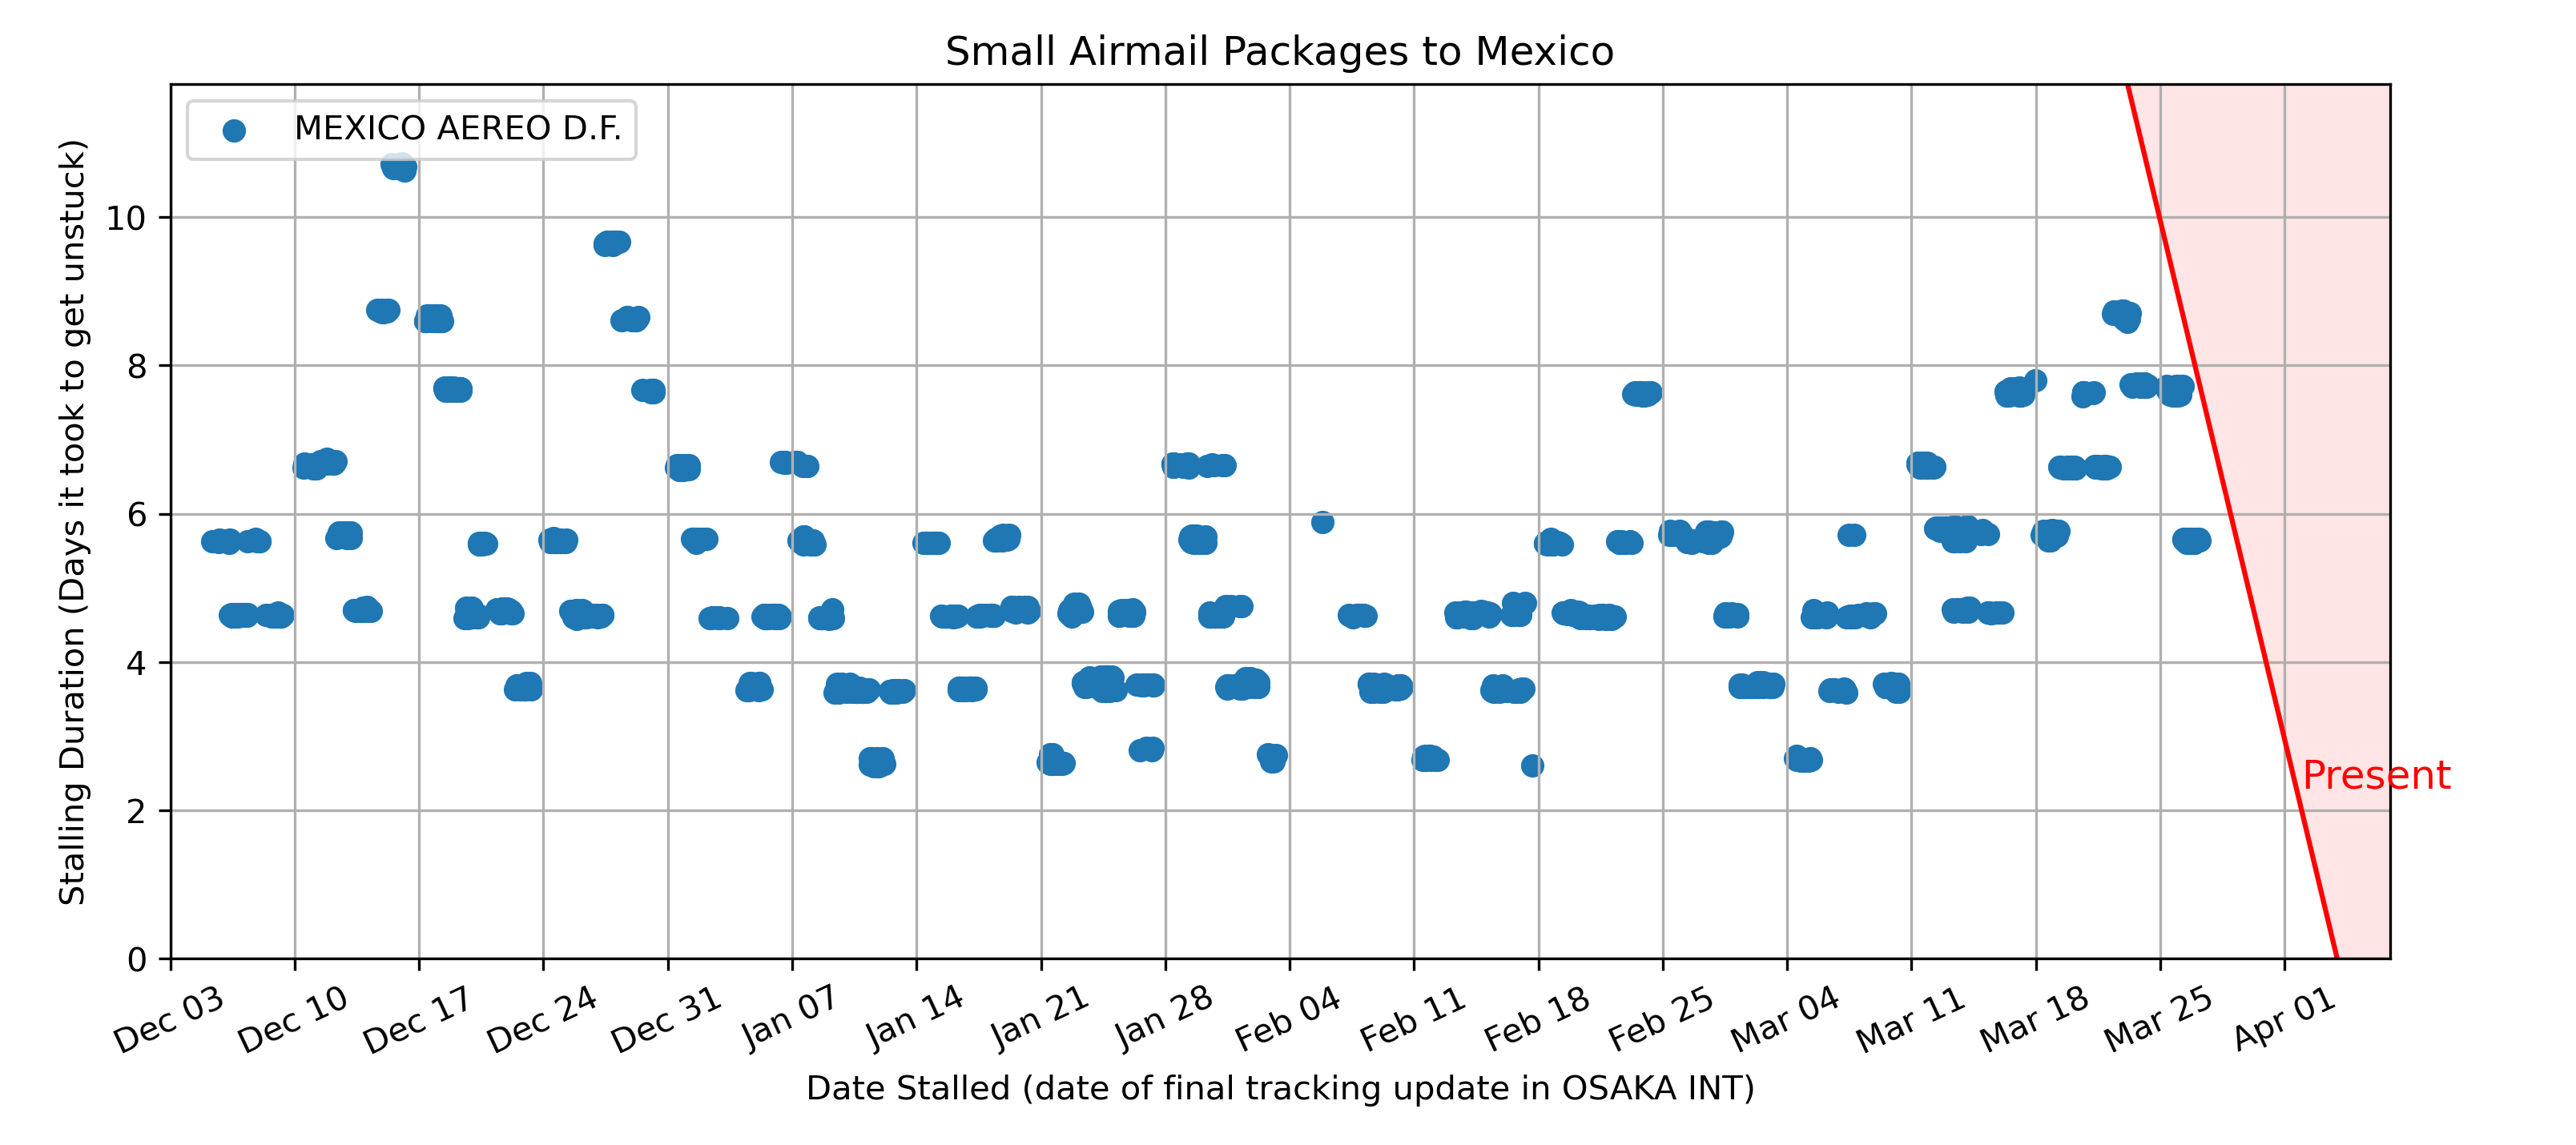 Small Airmail Packages to Mexico
MEXICO AEREO D.F.
Stalling Duration (Days it took to get unstuck)
10
8
6
4
2
0
Present
Dec 03
Dec 10
Dec 17
Dec 24
Dec 31
Jan 07
Jan 14
Jan 21
Jan 28
Feb 04
Feb 11
Feb 18
Feb 25
Mar 04
Mar 11
Mar 18
Mar 25
Apr 01
Date Stalled (date of final tracking update in OSAKA INT)